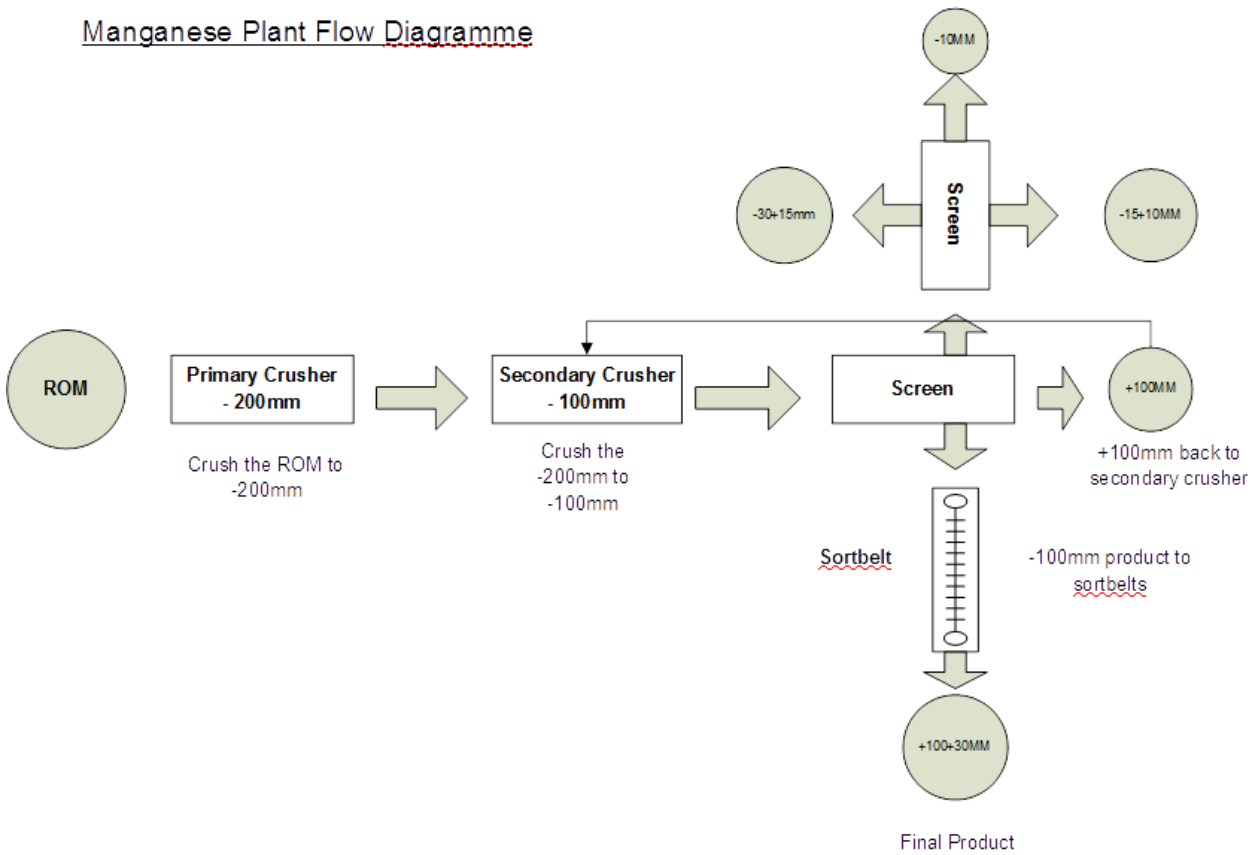 Manganese Plant Flow Diagramme
-10MM
-30+15mm
Screen
-15+10MM
ROM
Primary Crusher
- 200mm
Secondary Crusher
- 100mm
Screen
+100MM
Crush the ROM to
-200mm
Crush the
-200mm to
-100mm
+100mm back to
secondary crusher
Sortbelt
-100mm product to
sortbelts
+100+30MM
Final Product